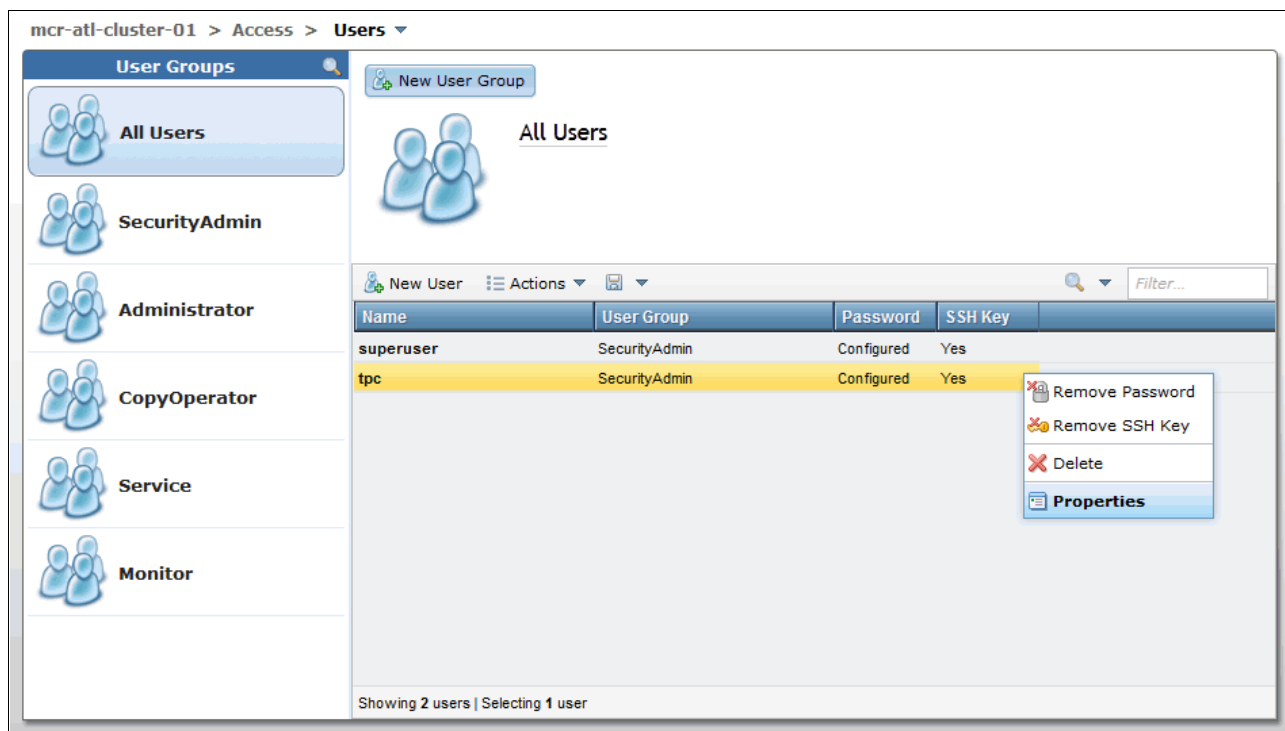 mcr-atl-cluster-01 > Access > Users
User Groups
All Users
SecurityAdmin
Administrator
CopyOperator
Service
Monitor
New User Group
All Users
New User Actions Filter...
Name User Group Password SSH Key
superuser SecurityAdmin Configured Yes
tpc SecurityAdmin Configured Yes
Remove Password
Remove SSH Key
Delete
Properties
Showing 2 users | Selecting 1 user